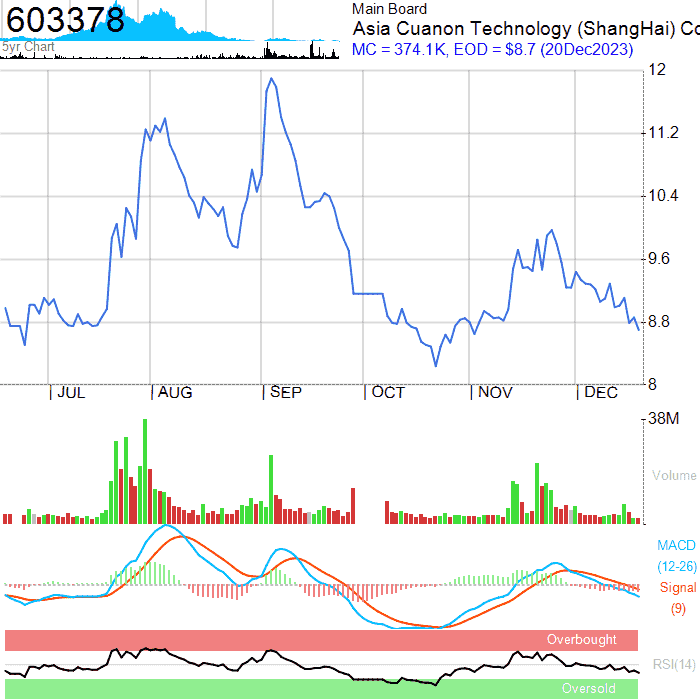 603378
5yr Chart
Main Board
Asia Cuanon Technology (ShangHai) Co
MC = 374.1K, EOD = $8.7 (20Dec2023)
12
11.2
10.4
9.6
8.8
8
JUL
AUG
SEP
OCT
NOV
DEC
38M
Volume
MACD
(12-26)
Signal
(9)
Overbought
RSI(14)
Oversold